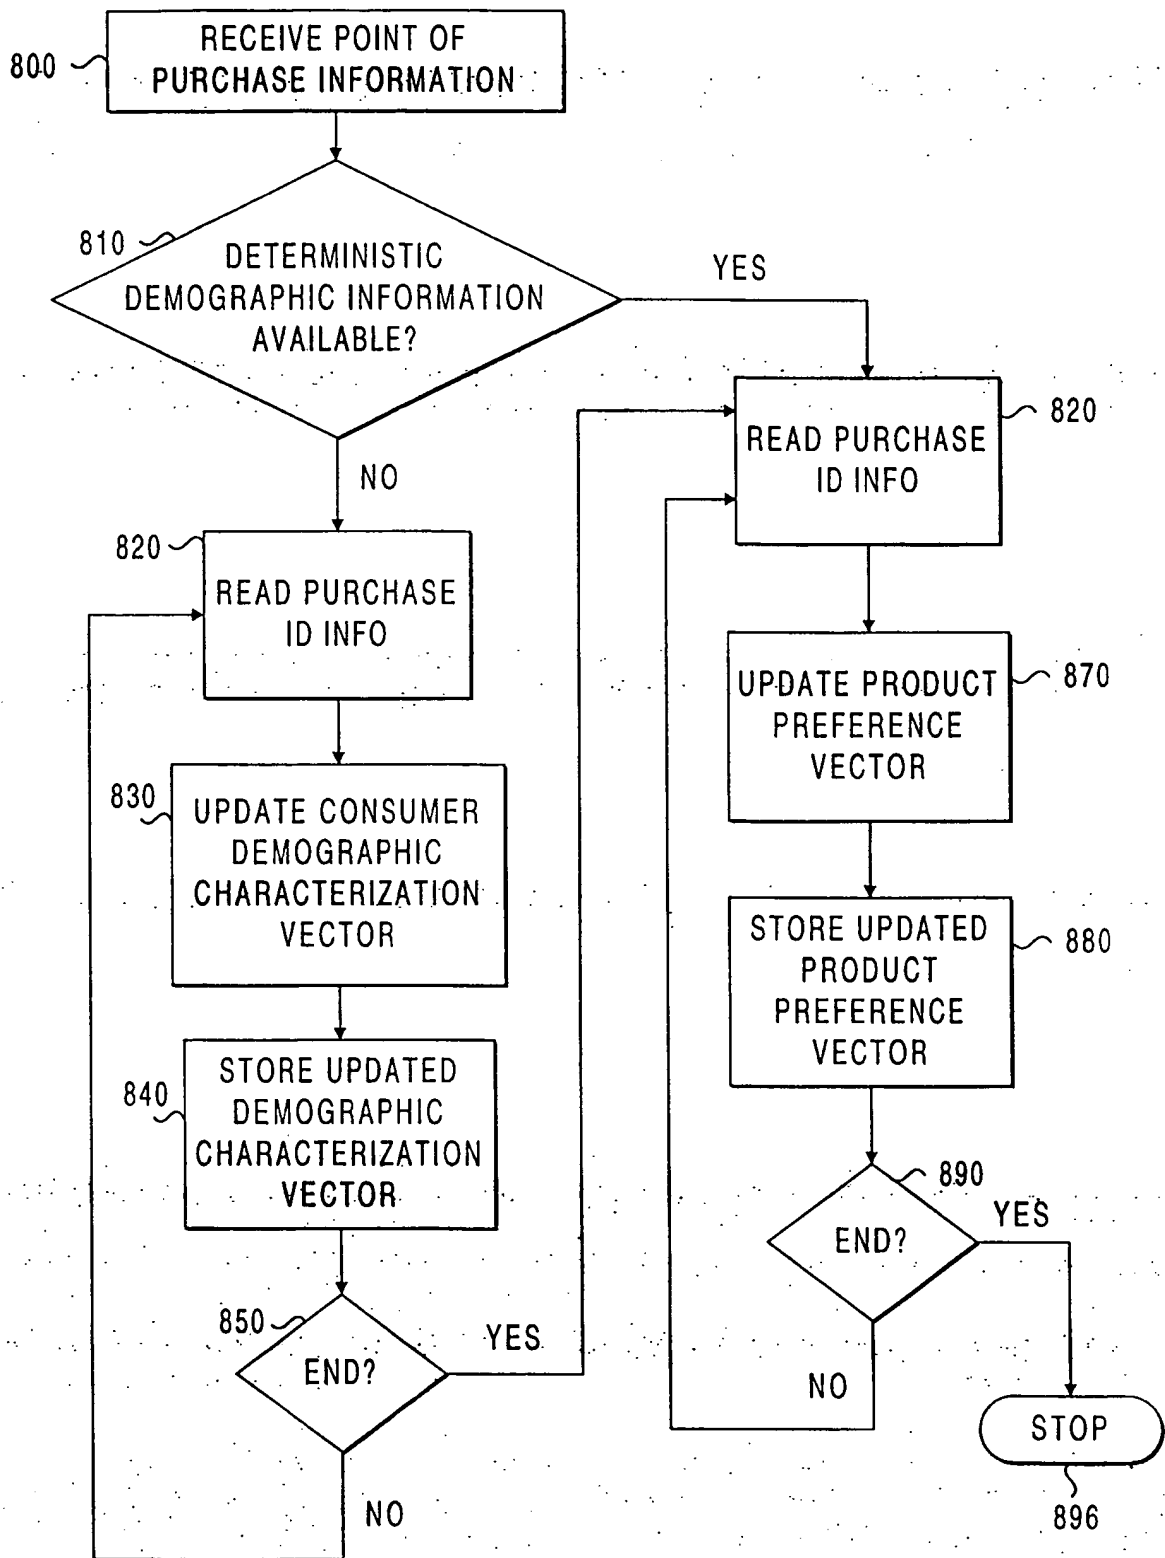 800
RECEIVE POINT OF
PURCHASE INFORMATION
810
DETERMINISTIC
DEMOGRAPHIC INFORMATION
AVAILABLE?
YES
NO
820
READ PURCHASE
ID INFO
830
UPDATE CONSUMER
DEMOGRAPHIC
CHARACTERIZATION
VECTOR
840
STORE UPDATED
DEMOGRAPHIC
CHARACTERIZATION
VECTOR
850
END?
YES
NO
820
READ PURCHASE
ID INFO
870
UPDATE PRODUCT
PREFERENCE
VECTOR
880
STORE UPDATED
PRODUCT
PREFERENCE
VECTOR
890
END?
YES
NO
STOP
896